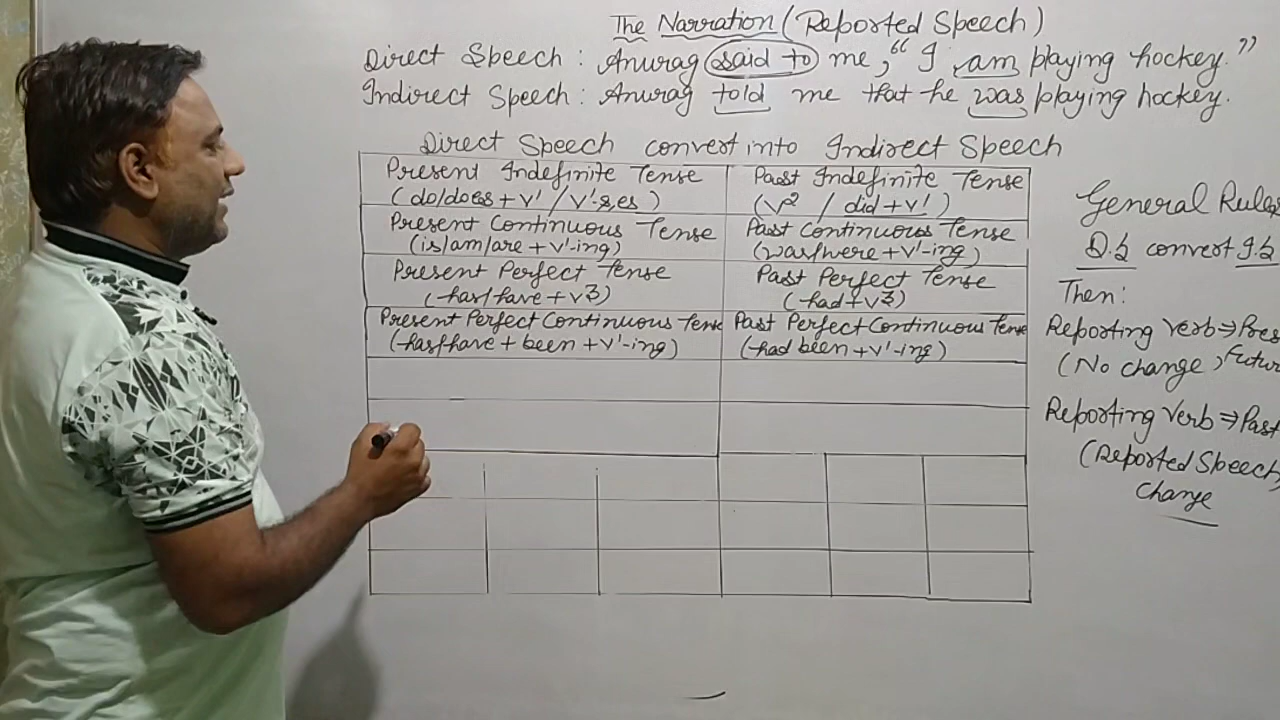 The Narration (Reported Speech)
Direct Speech : Anurag said to me, "I am playing hockey."
Indirect Speech : Anurag told me that he was playing hockey.
Direct Speech convert into Indirect Speech
Present Indefinite Tense
(do/does + V¹ / V¹-s,es)
Past Indefinite Tense
(V² / did + V¹)
Present Continuous Tense
(is/am/are + V¹-ing)
Past Continuous Tense
(was/were + V¹-ing)
Present Perfect Tense
(has/have + V3)
Past Perfect Tense
(had + V3)
Present Perfect Continuous Tense
(has/have + been + V¹-ing)
Past Perfect Continuous Tense
(had been + V¹-ing)
General Rules
D.S convert I.S
Then:
Reporting Verb ⇒ Pres
(No change, Futur
Reporting Verb ⇒ Past
(Reported Speech,
Change